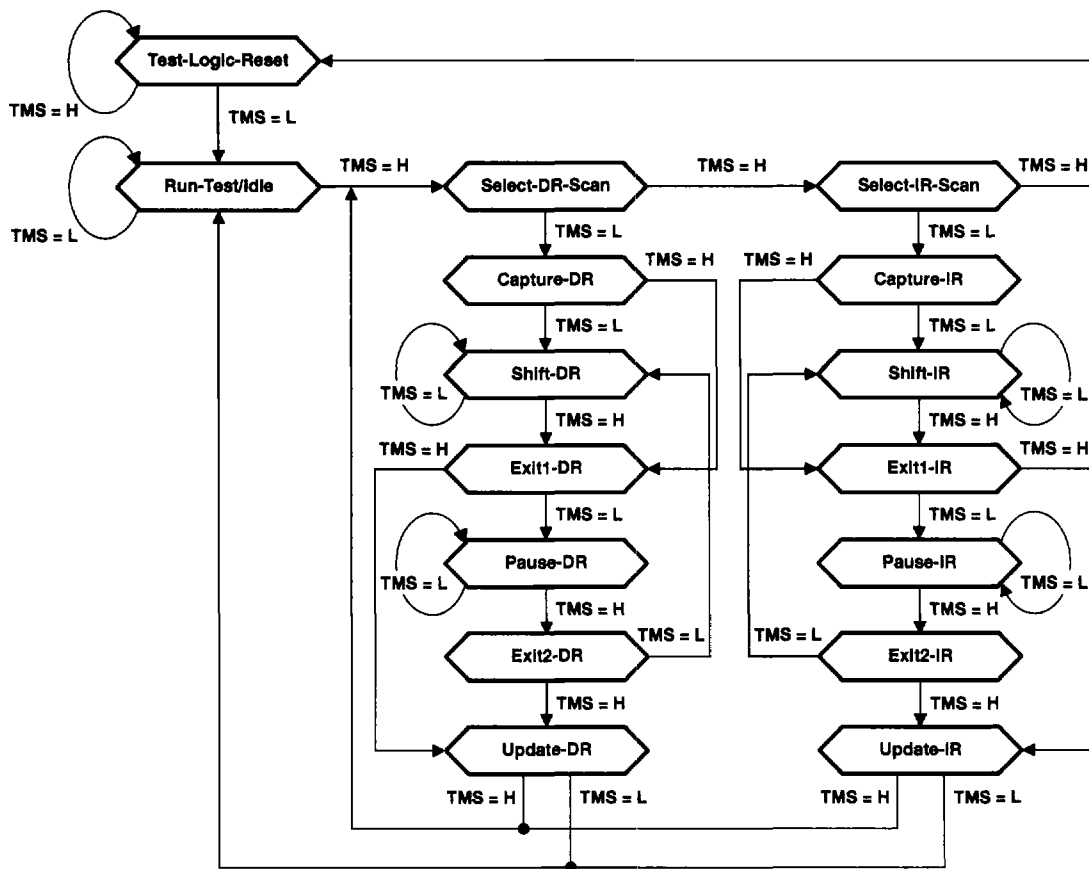 Test-Logic-Reset
TMS = H
TMS = L
Run-Test/Idle
TMS = L
TMS = H
Select-DR-Scan
TMS = H
Select-IR-Scan
TMS = H
TMS = L
TMS = L
Capture-DR
TMS = H
TMS = H
Capture-IR
TMS = L
TMS = L
TMS = L
Shift-DR
Shift-IR
TMS = L
TMS = H
TMS = H
TMS = H
Exit1-DR
Exit1-IR
TMS = H
TMS = L
TMS = L
TMS = L
Pause-DR
Pause-IR
TMS = L
TMS = H
TMS = H
Exit2-DR
TMS = L
TMS = L
Exit2-IR
TMS = H
TMS = H
Update-DR
Update-IR
TMS = H
TMS = L
TMS = H
TMS = L